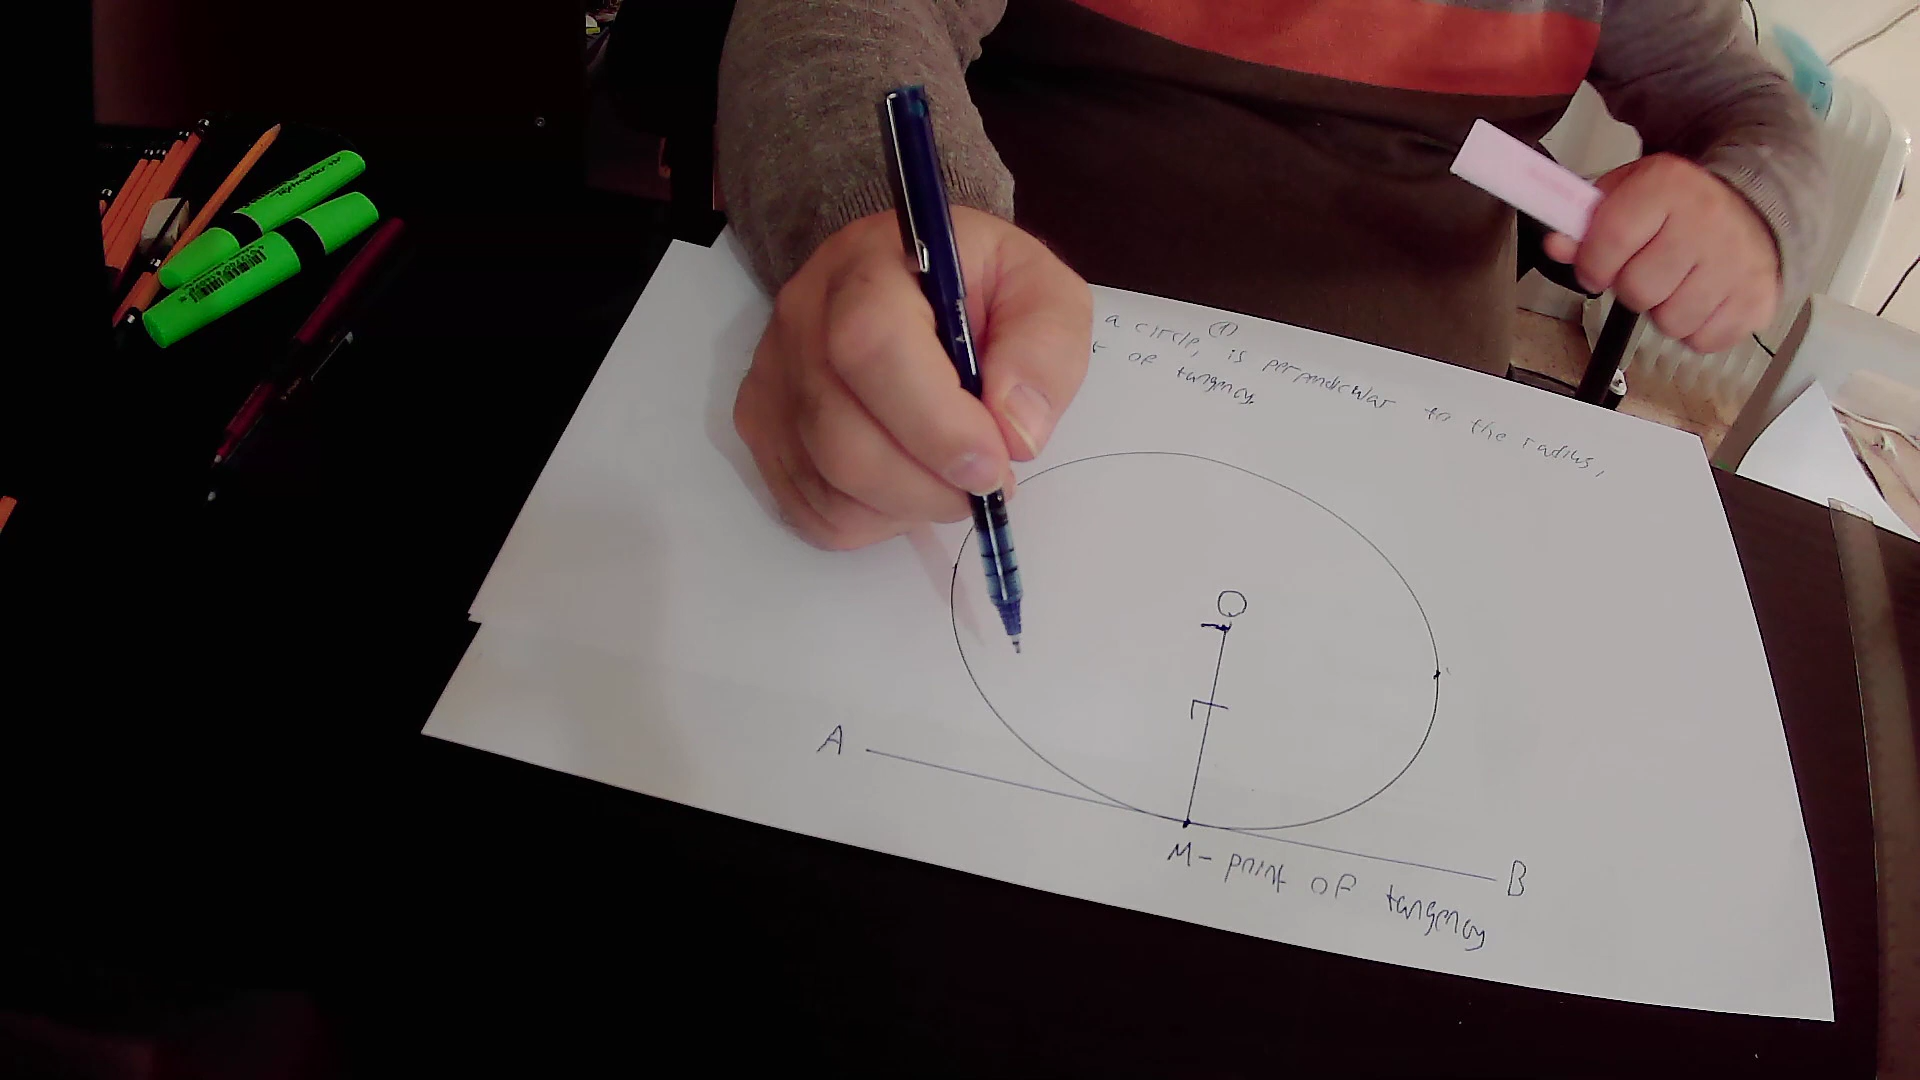 ①
a circle, is perpendicular to the radius,
t of tangency.
O
A
M - point of tangency
B